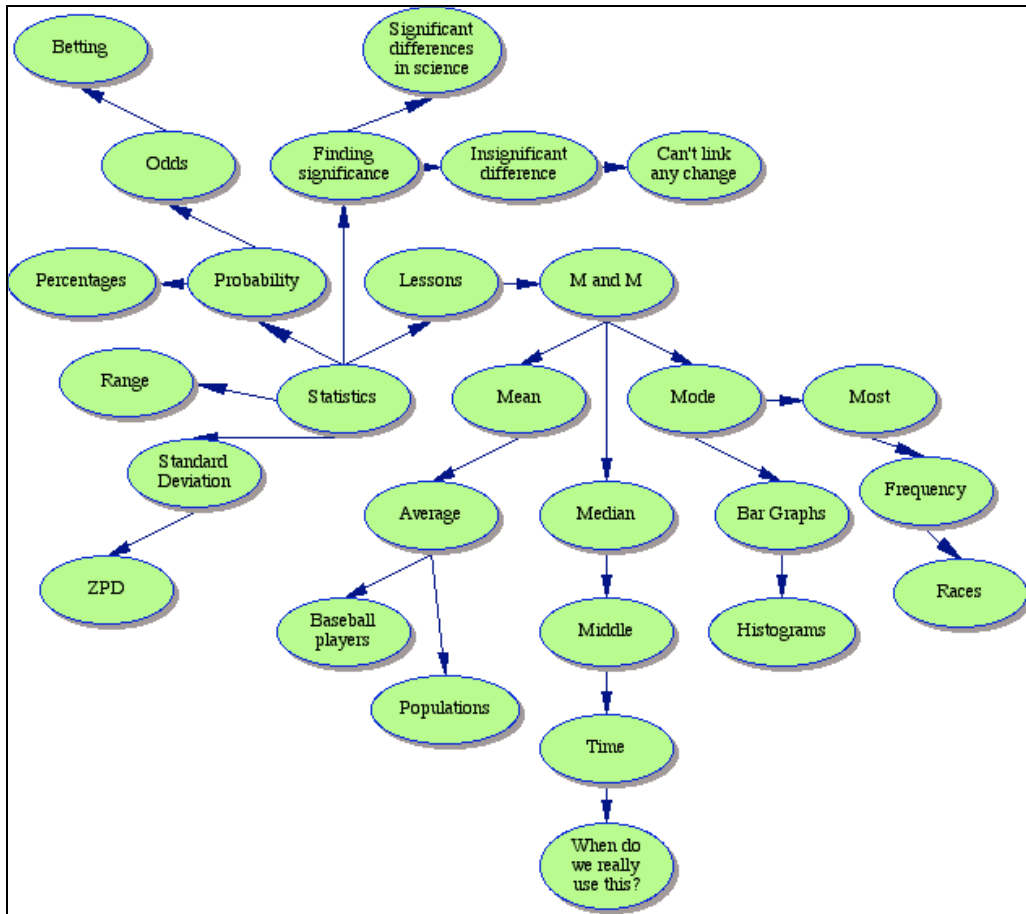 Significant
differences
in science
Betting
Odds
Finding
significance
Insignificant
difference
Can't link
any change
Percentages
Probability
Lessons
M and M
Range
Statistics
Mean
Mode
Most
Standard
Deviation
Frequency
Average
Median
Bar Graphs
ZPD
Races
Baseball
players
Middle
Histograms
Populations
Time
When do
we really
use this?